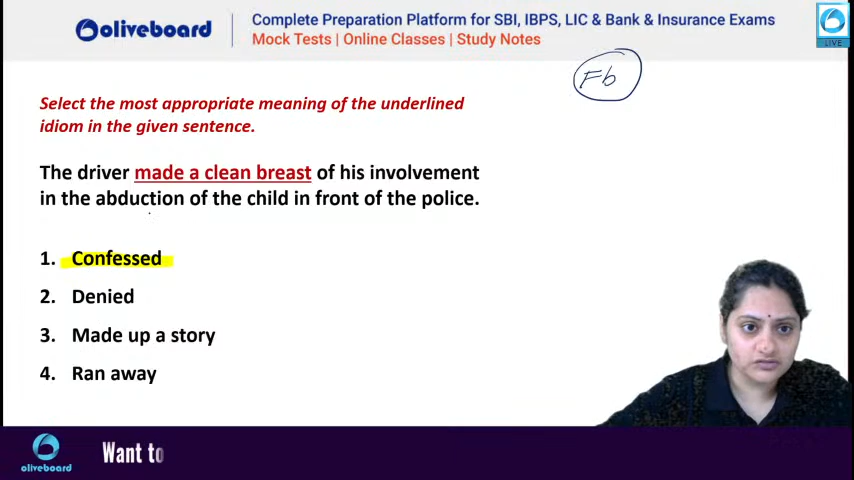 oliveboard
Complete Preparation Platform for SBI, IBPS, LIC & Bank & Insurance Exams
Mock Tests | Online Classes | Study Notes
LIVE
Fb
Select the most appropriate meaning of the underlined
idiom in the given sentence.
The driver made a clean breast of his involvement
in the abduction of the child in front of the police.
1. Confessed
2. Denied
3. Made up a story
4. Ran away
oliveboard
Want to